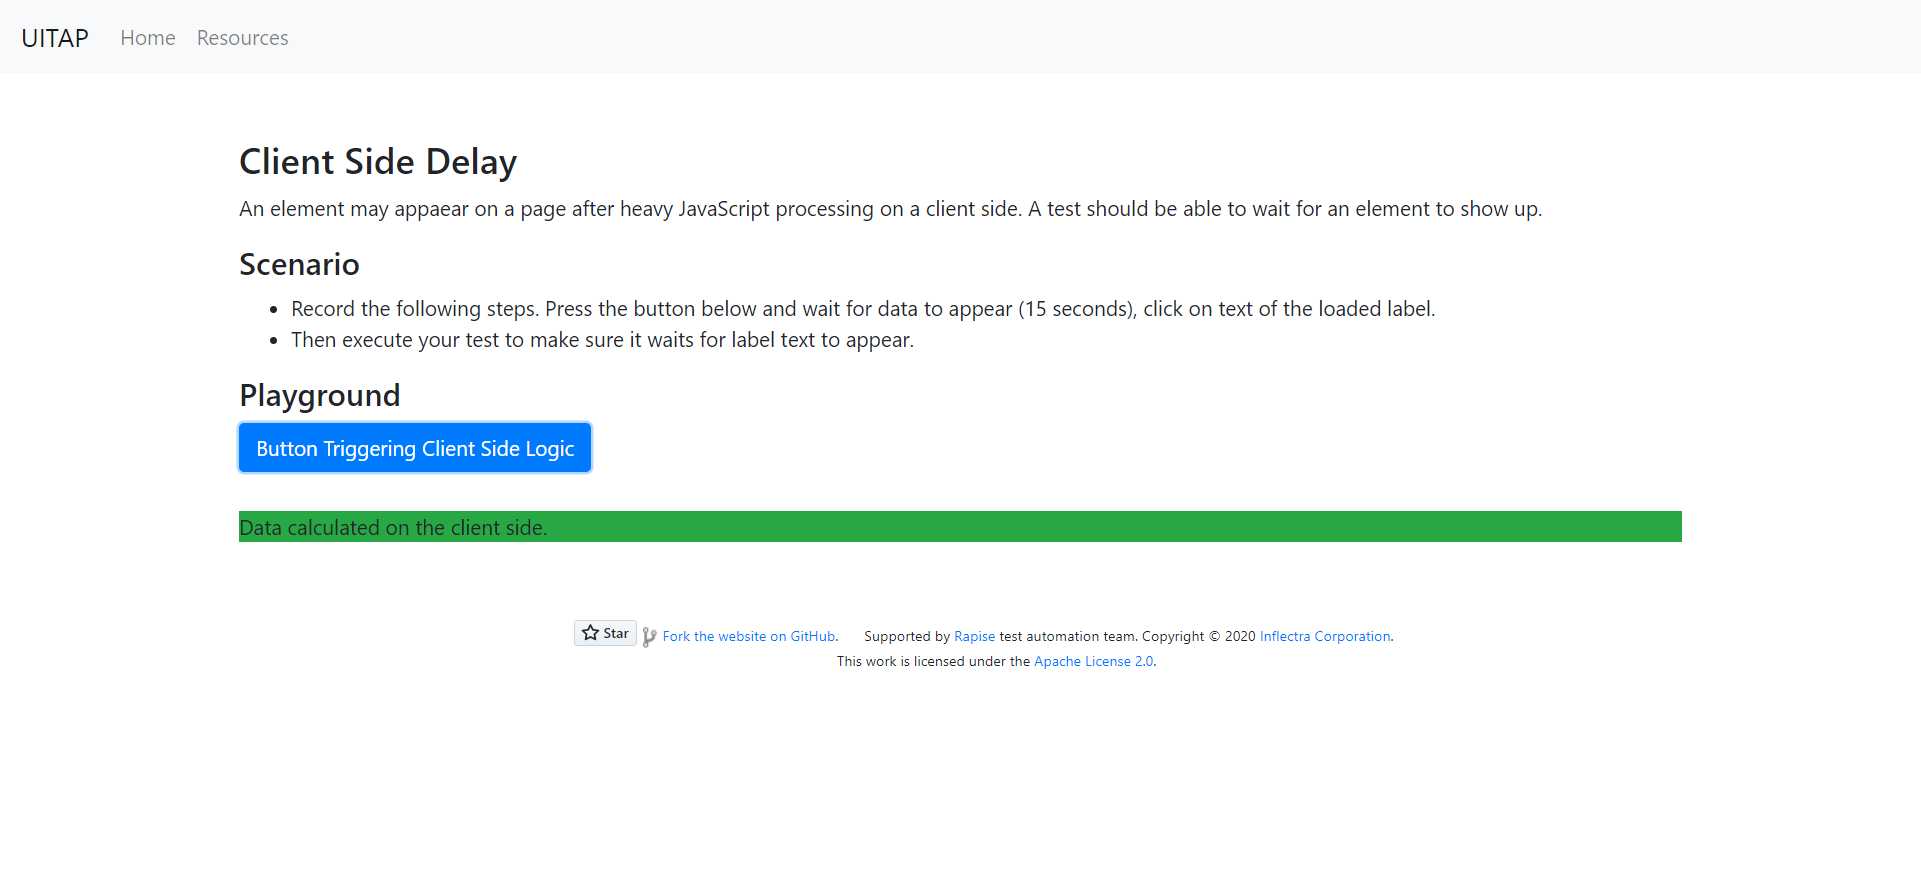 UITAP Home Resources
Client Side Delay
An element may appaear on a page after heavy JavaScript processing on a client side. A test should be able to wait for an element to show up.
Scenario
• Record the following steps. Press the button below and wait for data to appear (15 seconds), click on text of the loaded label.
• Then execute your test to make sure it waits for label text to appear.
Playground
Button Triggering Client Side Logic
Data calculated on the client side.
Star Fork the website on GitHub. Supported by Rapise test automation team. Copyright © 2020 Inflectra Corporation.
This work is licensed under the Apache License 2.0.